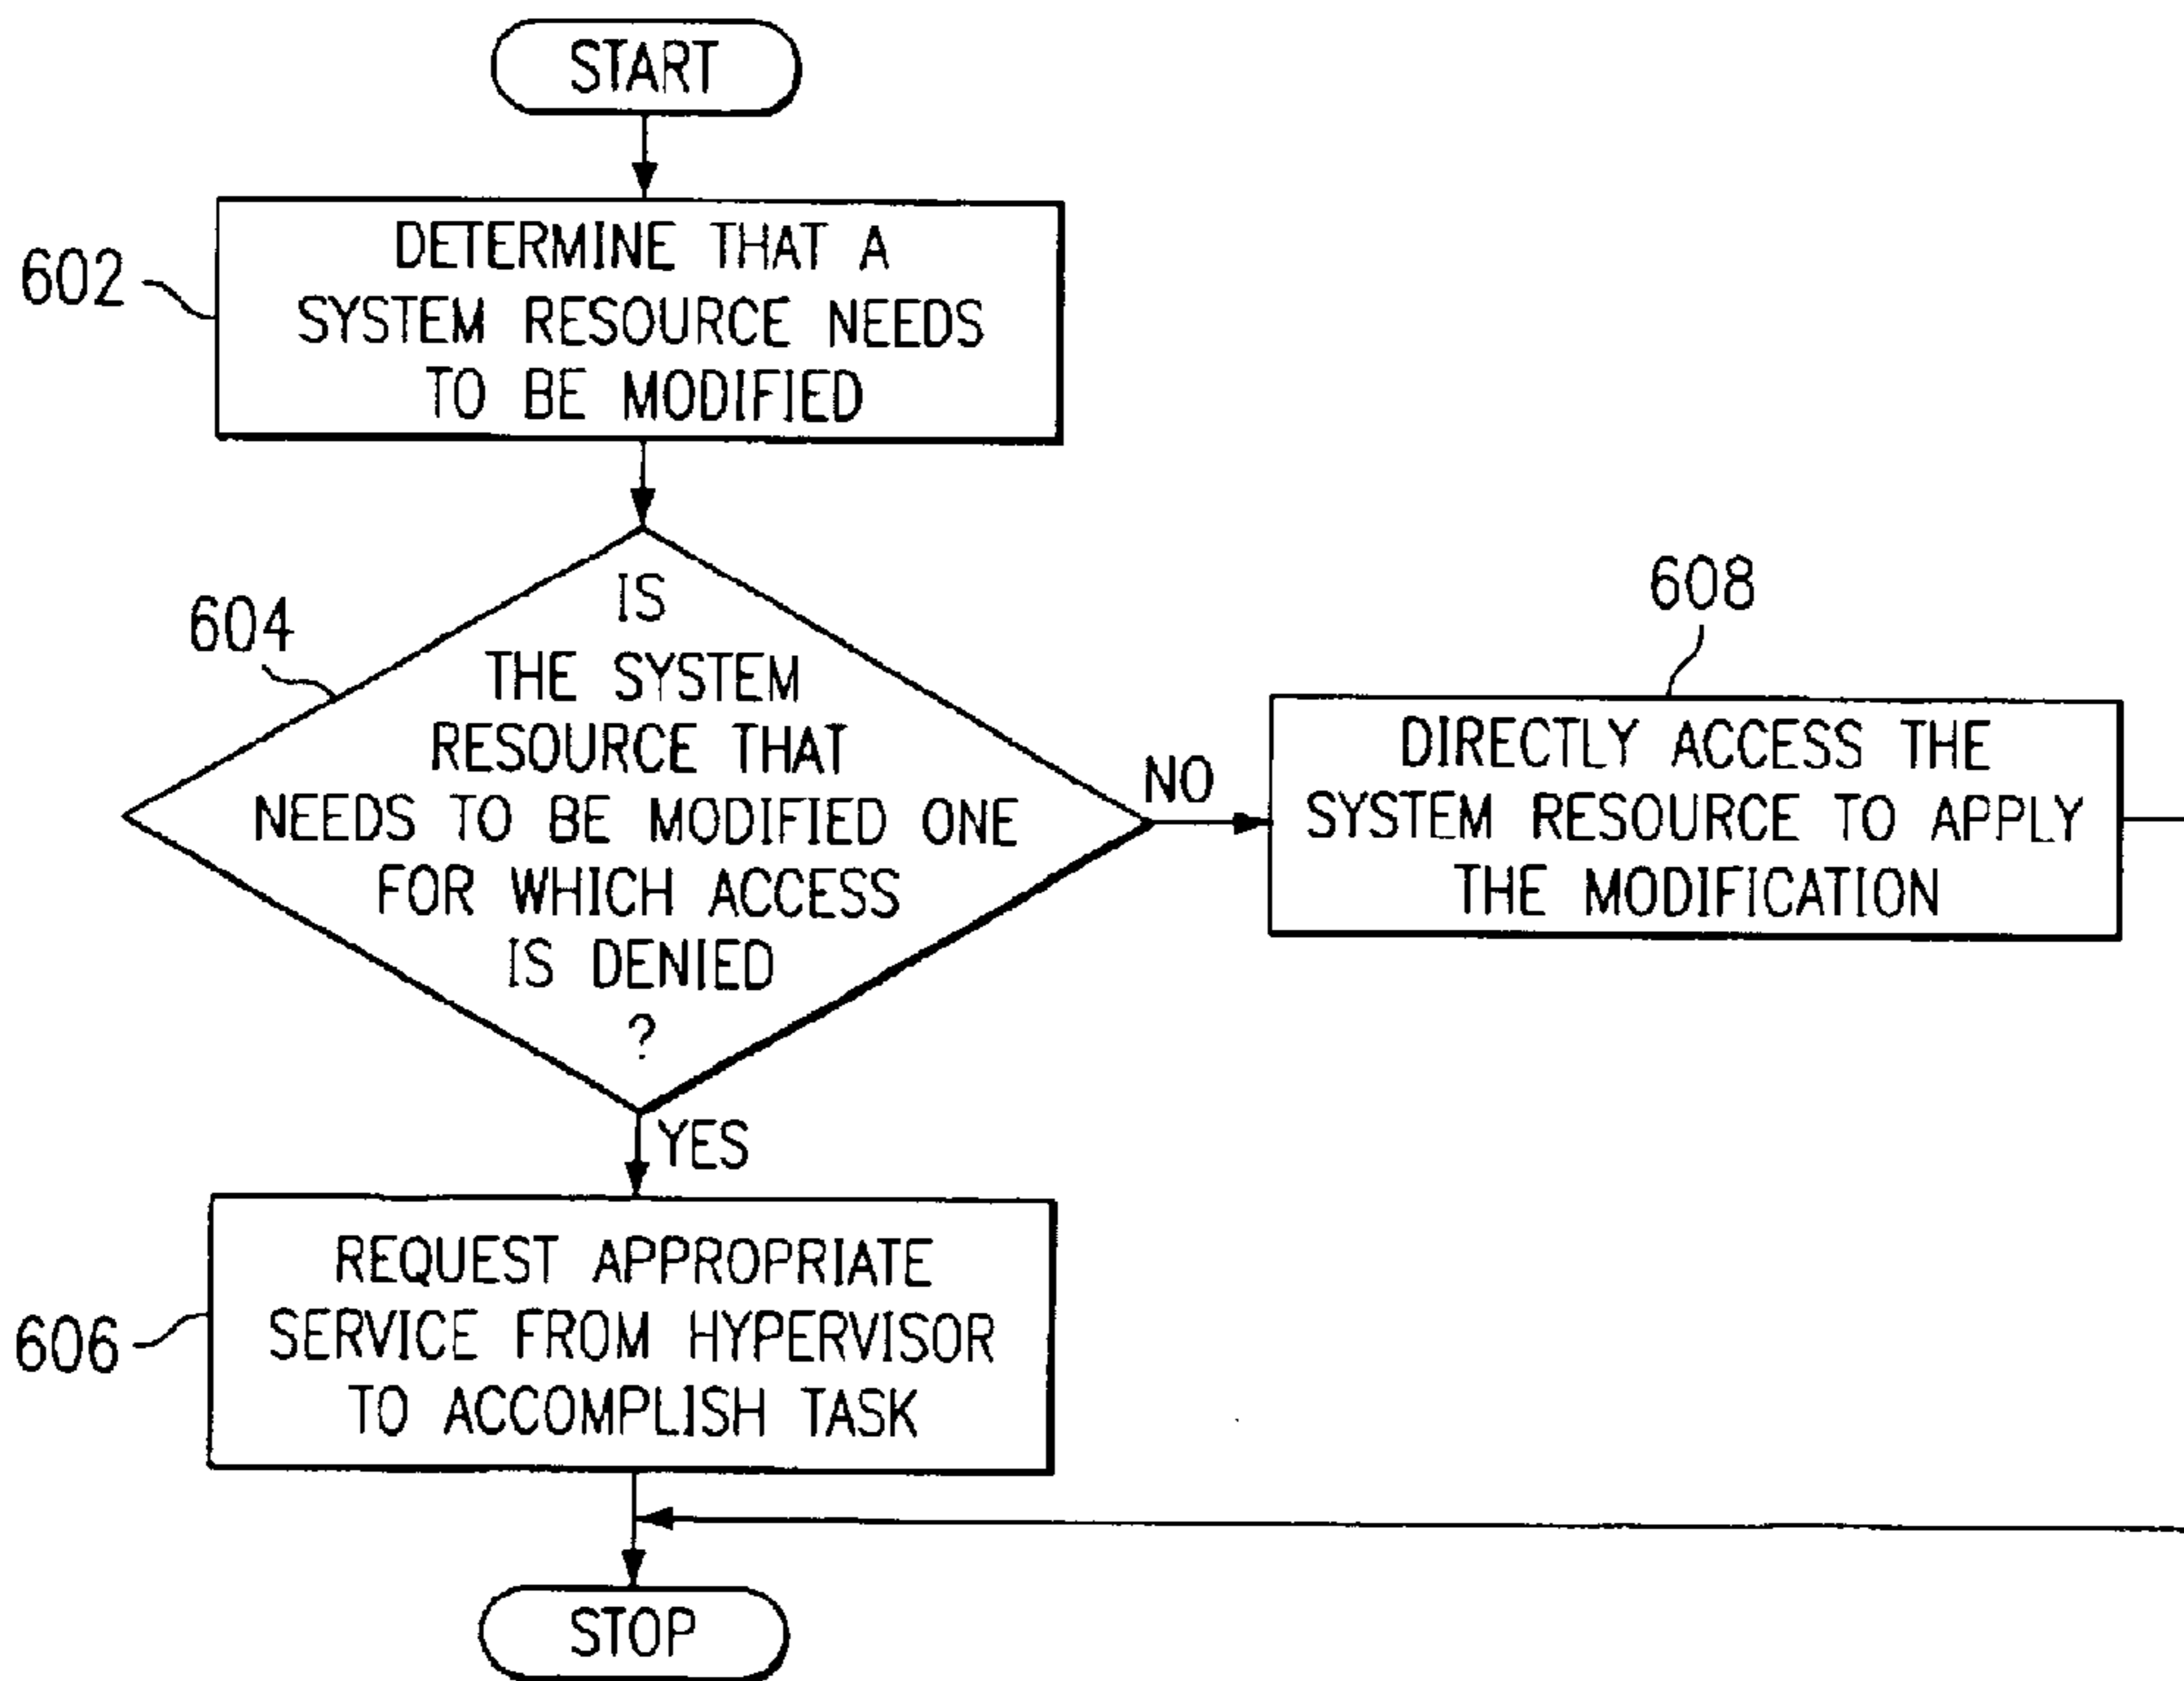 START
602
DETERMINE THAT A
SYSTEM RESOURCE NEEDS
TO BE MODIFIED
604
IS
THE SYSTEM
RESOURCE THAT
NEEDS TO BE MODIFIED ONE
FOR WHICH ACCESS
IS DENIED
?
NO
608
DIRECTLY ACCESS THE
SYSTEM RESOURCE TO APPLY
THE MODIFICATION
YES
606
REQUEST APPROPRIATE
SERVICE FROM HYPERVISOR
TO ACCOMPLISH TASK
STOP